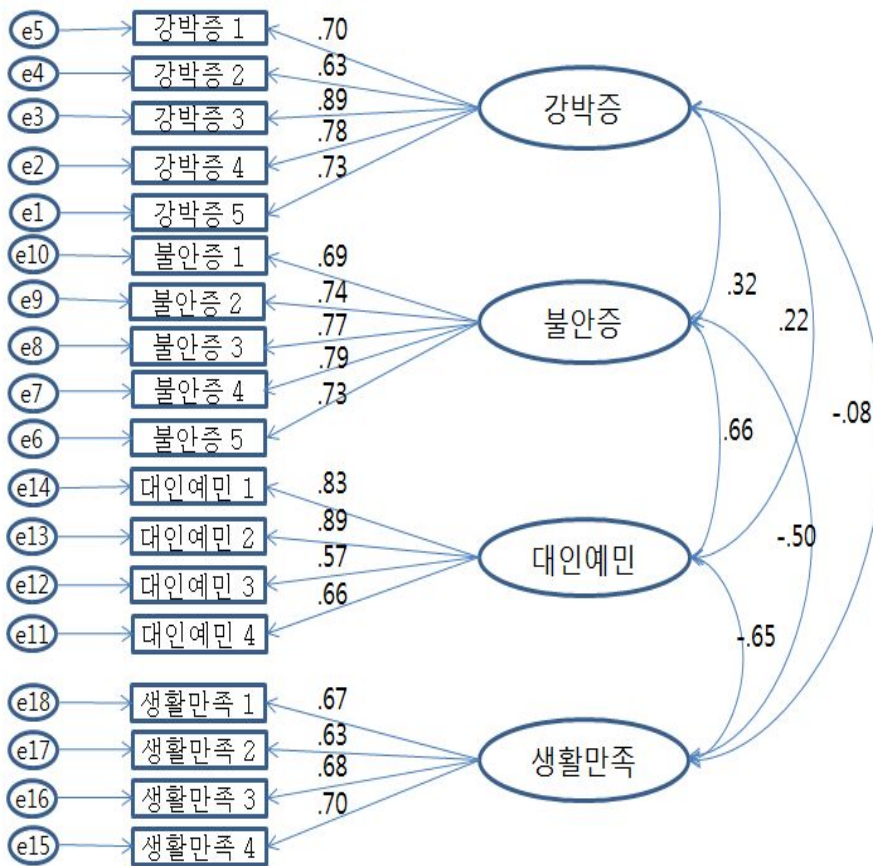 e5 강박증 1 .70
e4 강박증 2 .63
e3 강박증 3 .89
강박증
e2 강박증 4 .78
e1 강박증 5 .73
e10 불안증 1 .69
.32
e9 불안증 2 .74
불안증
.22
e8 불안증 3 .77
e7 불안증 4 .79
e6 불안증 5 .73
.66
-.08
e14 대인예민 1 .83
e13 대인예민 2 .89
-.50
대인예민
e12 대인예민 3 .57
e11 대인예민 4 .66
-.65
e18 생활만족 1 .67
e17 생활만족 2 .63
생활만족
e16 생활만족 3 .68
e15 생활만족 4 .70